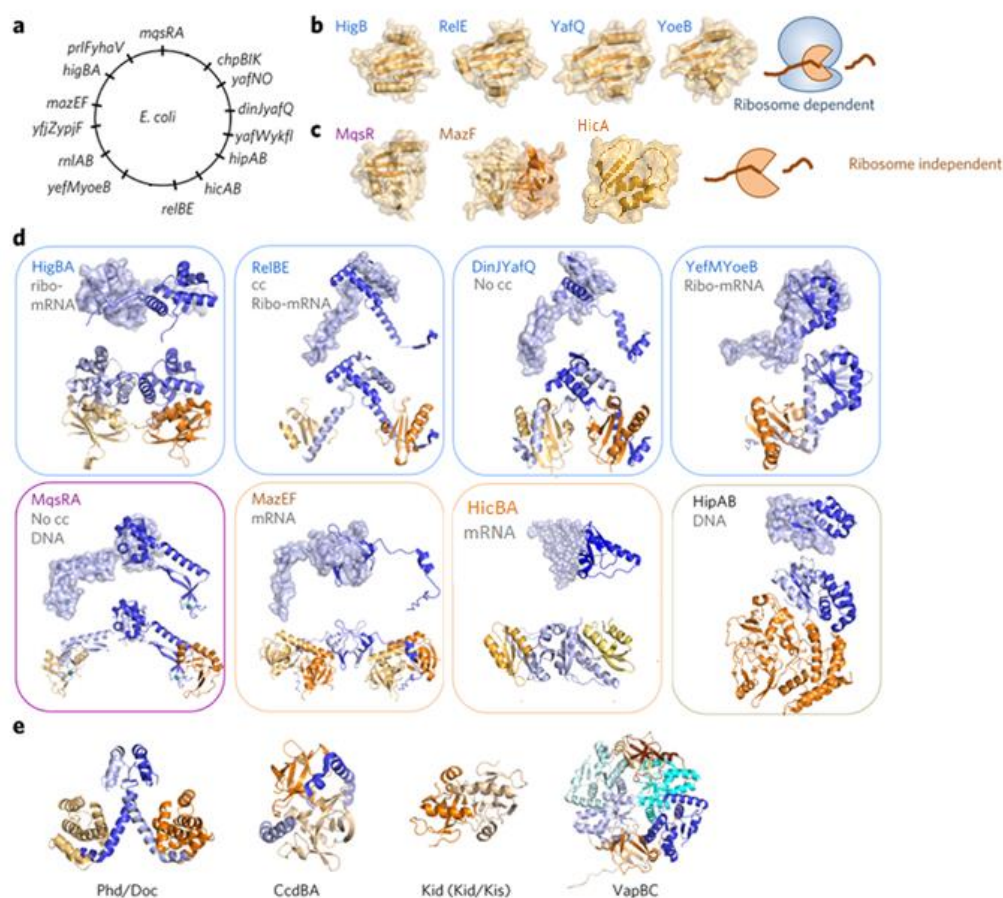 a
mqsRA
prlFyhaV
chpBIK
higBA
yafNO
mazEF
dinJyafQ
E. coli
yfjZypjF
yafWykfI
rnlAB
hipAB
yefMyoeB
hicAB
relBE
b
HigB
RelE
YafQ
YoeB
Ribosome dependent
c
MqsR
MazF
HicA
Ribosome independent
d
HigBA
ribo-
mRNA
RelBE
cc
Ribo-mRNA
DinJYafQ
No cc
YefMYoeB
Ribo-mRNA
MqsRA
No cc
DNA
MazEF
mRNA
HicBA
mRNA
HipAB
DNA
e
Phd/Doc
CcdBA
Kid (Kid/Kis)
VapBC